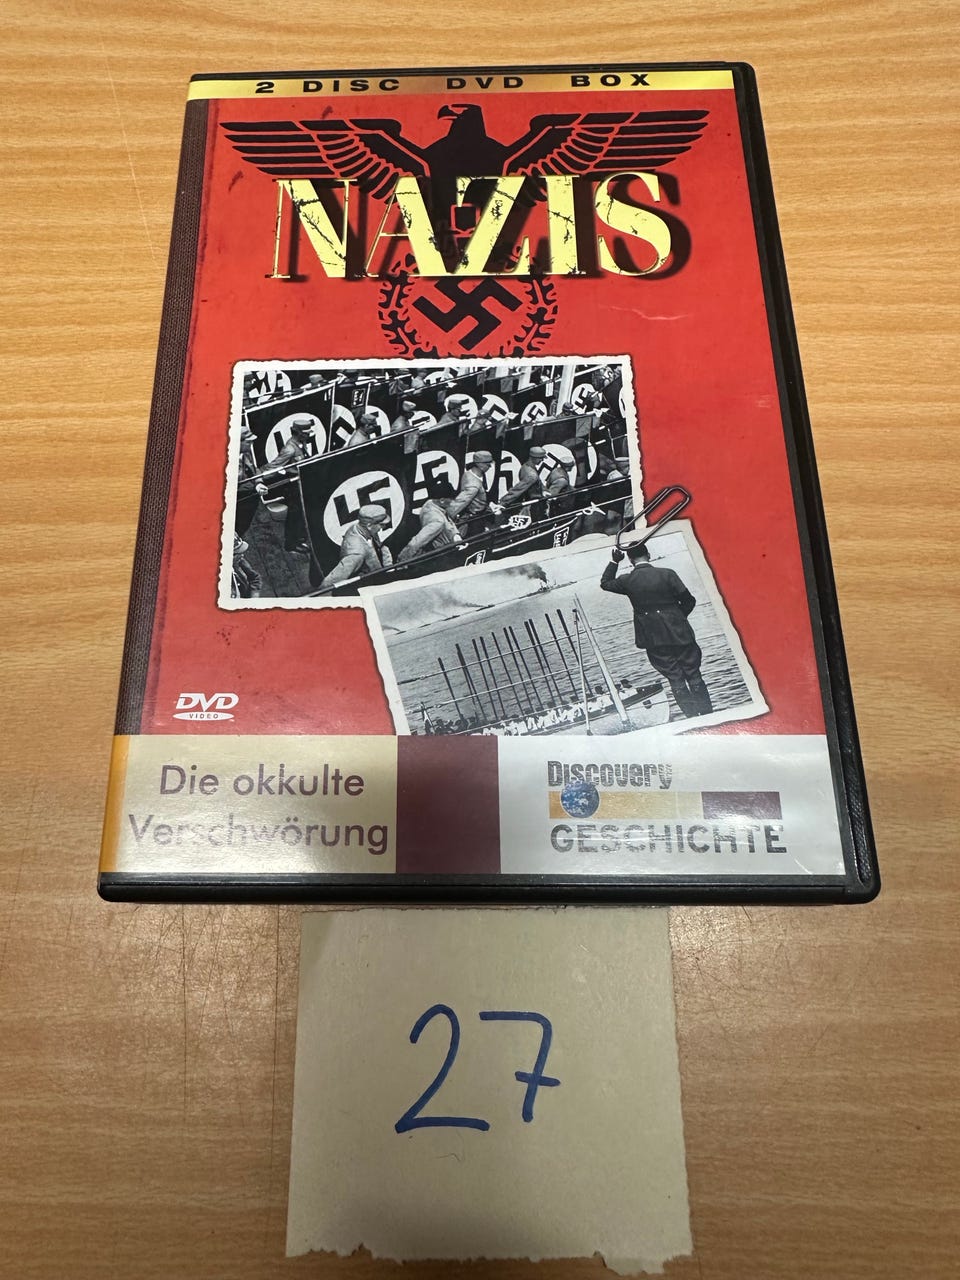 2 DISC DVD BOX
NAZIS
DVD
VIDEO
Die okkulte
Verschwörung
Discovery
GESCHICHTE
27